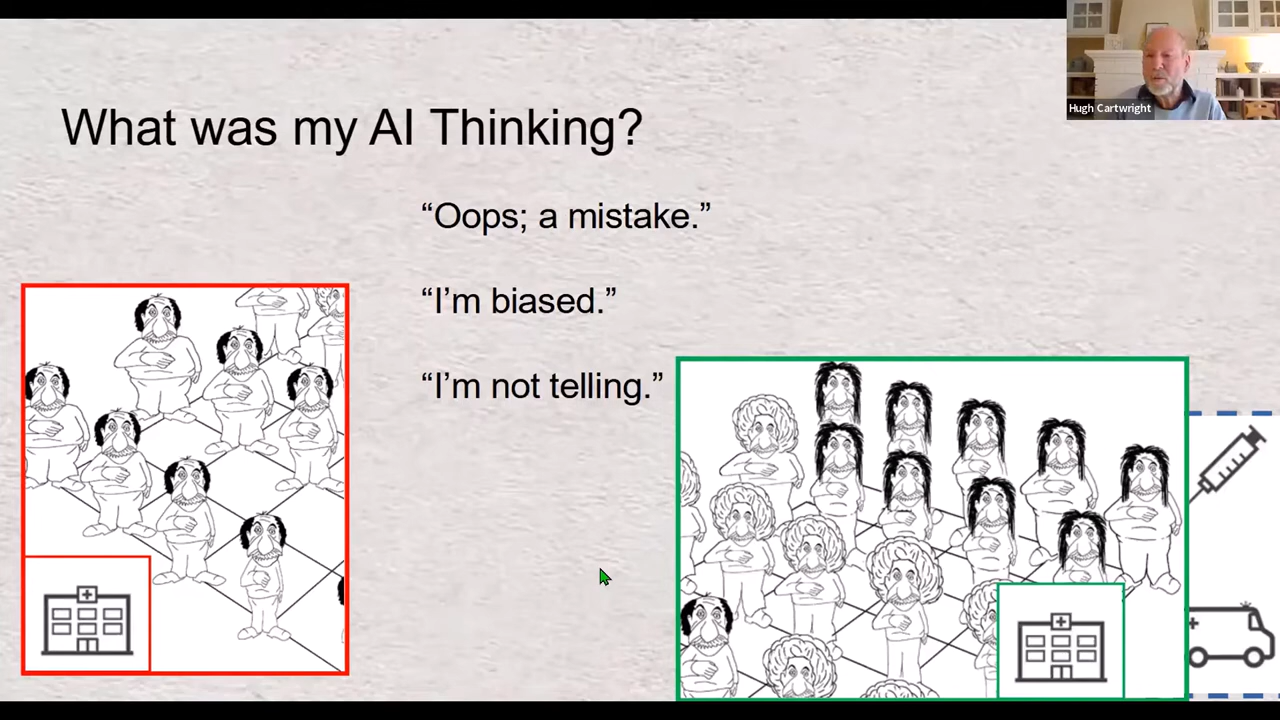 What was my AI Thinking?
“Oops; a mistake.”
“I’m biased.”
“I’m not telling.”
Hugh Cartwright